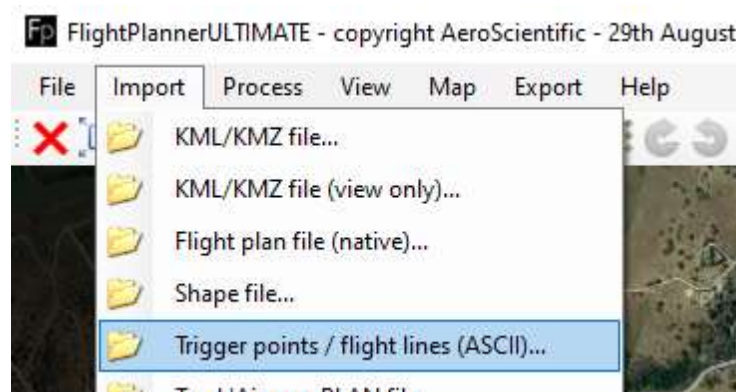 Fp FlightPlannerULTIMATE - copyright AeroScientific - 29th August
File Import Process View Map Export Help
KML/KMZ file...
KML/KMZ file (view only)...
Flight plan file (native)...
Shape file...
Trigger points / flight lines (ASCII)...